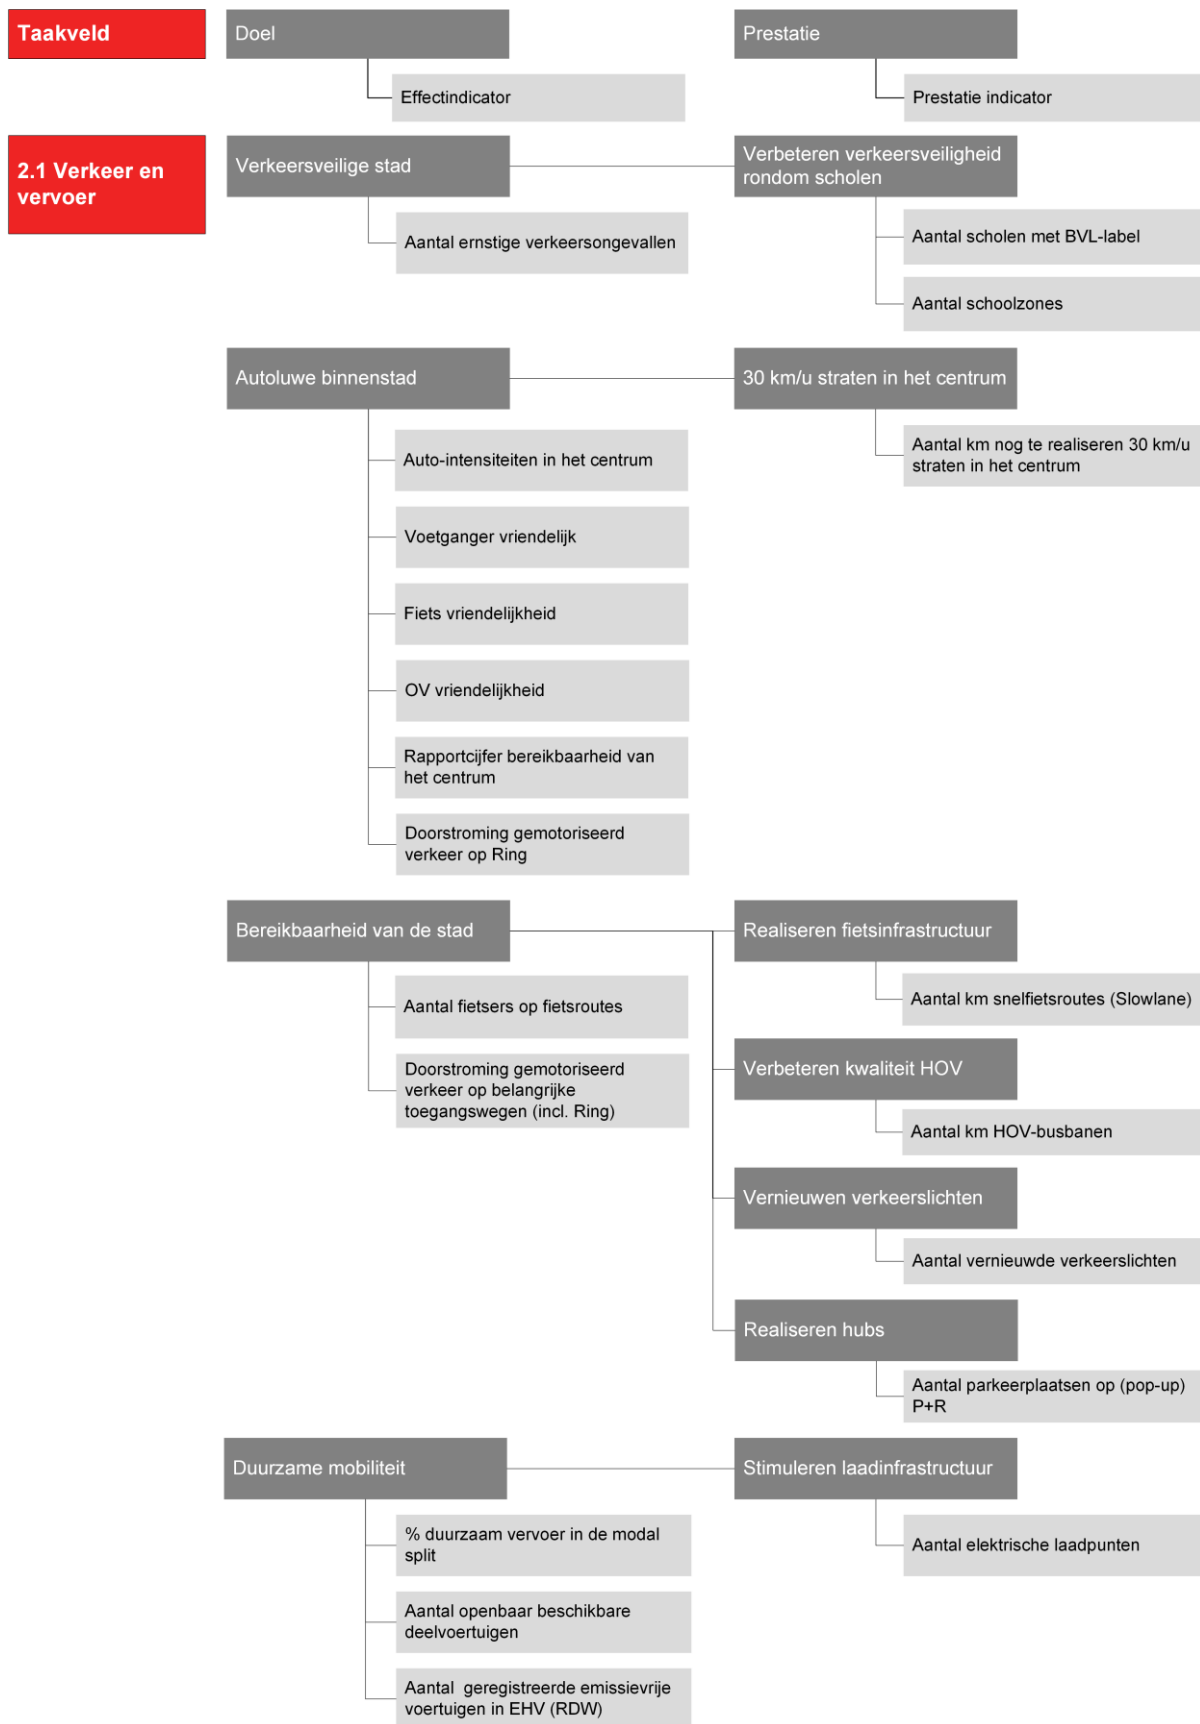 Taakveld
Doel
Prestatie
Effectindicator
Prestatie indicator
2.1 Verkeer en
vervoer
Verkeersveilige stad
Verbeteren verkeersveiligheid
rondom scholen
Aantal ernstige verkeersongevallen
Aantal scholen met BVL-label
Aantal schoolzones
Autoluwe binnenstad
30 km/u straten in het centrum
Auto-intensiteiten in het centrum
Aantal km nog te realiseren 30 km/u
straten in het centrum
Voetganger vriendelijk
Fiets vriendelijkheid
OV vriendelijkheid
Rapportcijfer bereikbaarheid van
het centrum
Doorstroming gemotoriseerd
verkeer op Ring
Bereikbaarheid van de stad
Realiseren fietsinfrastructuur
Aantal fietsers op fietsroutes
Aantal km snelfietsroutes (Slowlane)
Doorstroming gemotoriseerd
verkeer op belangrijke
toegangswegen (incl. Ring)
Verbeteren kwaliteit HOV
Aantal km HOV-busbanen
Vernieuwen verkeerslichten
Aantal vernieuwde verkeerslichten
Realiseren hubs
Aantal parkeerplaatsen op (pop-up)
P+R
Duurzame mobiliteit
Stimuleren laadinfrastructuur
% duurzaam vervoer in de modal
split
Aantal elektrische laadpunten
Aantal openbaar beschikbare
deelvoertuigen
Aantal  geregistreerde emissievrije
voertuigen in EHV (RDW)